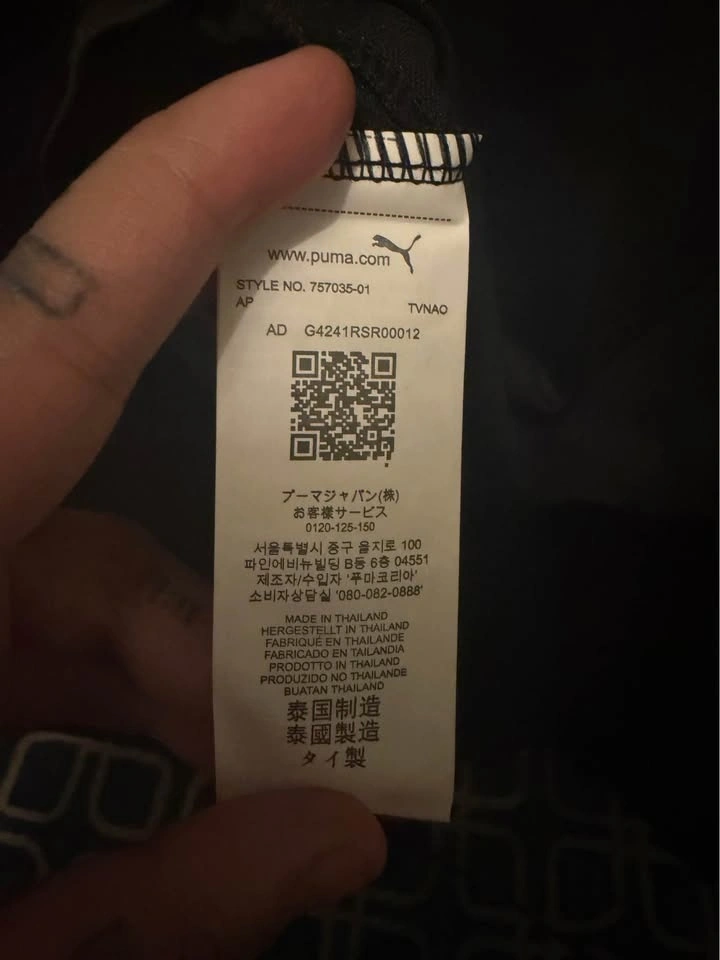 www.puma.com
STYLE NO. 757035-01
AP TVNAO
AD G4241RSR00012
プーマジャパン(株)
お客様サービス
0120-125-150
서울특별시 중구 을지로 100
파인에비뉴빌딩 B동 6층 04551
제조자/수입자 '푸마코리아'
소비자상담실 '080-082-0888'
MADE IN THAILAND
HERGESTELLT IN THAILAND
FABRIQUÉ EN THAILANDE
FABRICADO EN TAILANDIA
PRODOTTO IN THAILAND
PRODUZIDO NO THAILANDE
BUATAN THAILAND
泰国制造
泰國製造
タイ製